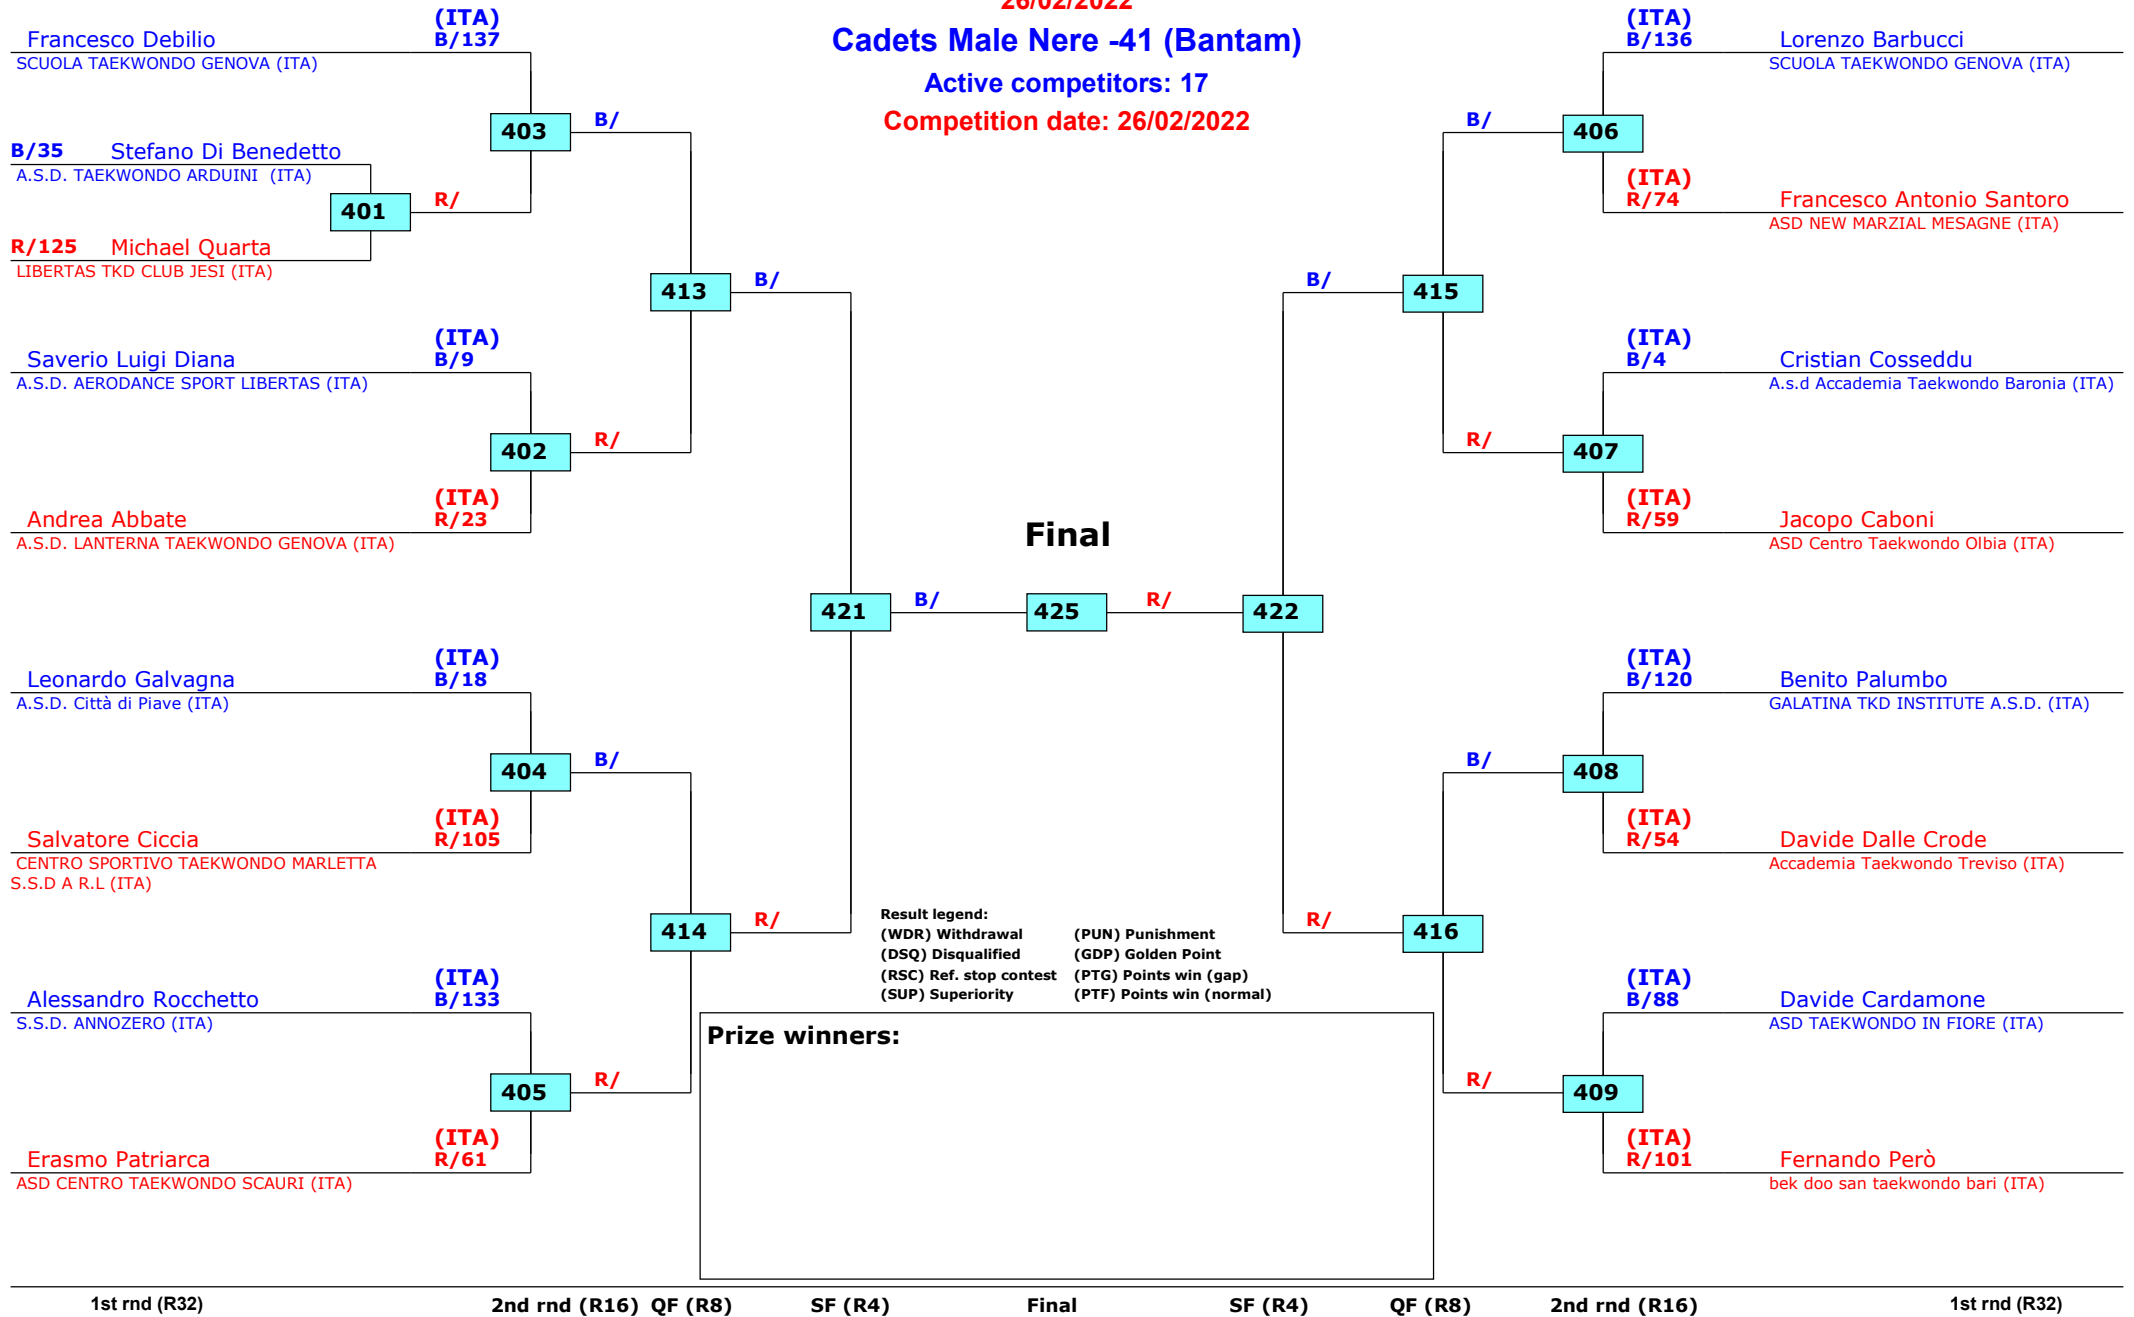 26/02/2022
Cadets Male Nere -41 (Bantam)
Active competitors: 17
Competition date: 26/02/2022
(ITA)
Francesco Debilio B/137
SCUOLA TAEKWONDO GENOVA (ITA)
403 B/
B/35 Stefano Di Benedetto
A.S.D. TAEKWONDO ARDUINI (ITA)
401 R/
R/125 Michael Quarta
LIBERTAS TKD CLUB JESI (ITA)
413 B/
(ITA)
Saverio Luigi Diana B/9
A.S.D. AERODANCE SPORT LIBERTAS (ITA)
402 R/
(ITA)
Andrea Abbate R/23
A.S.D. LANTERNA TAEKWONDO GENOVA (ITA)
421 B/
(ITA)
Leonardo Galvagna B/18
A.S.D. Città di Piave (ITA)
404 B/
(ITA)
Salvatore Ciccia R/105
CENTRO SPORTIVO TAEKWONDO MARLETTA
S.S.D A R.L (ITA)
414 R/
(ITA)
Alessandro Rocchetto B/133
S.S.D. ANNOZERO (ITA)
405 R/
(ITA)
Erasmo Patriarca R/61
ASD CENTRO TAEKWONDO SCAURI (ITA)
Final
425
(ITA)
B/136 Lorenzo Barbucci
SCUOLA TAEKWONDO GENOVA (ITA)
B/ 406
(ITA)
R/74 Francesco Antonio Santoro
ASD NEW MARZIAL MESAGNE (ITA)
B/ 415
(ITA)
B/4 Cristian Cosseddu
A.s.d Accademia Taekwondo Baronia (ITA)
R/ 407
(ITA)
R/59 Jacopo Caboni
ASD Centro Taekwondo Olbia (ITA)
R/ 422
(ITA)
B/120 Benito Palumbo
GALATINA TKD INSTITUTE A.S.D. (ITA)
B/ 408
(ITA)
R/54 Davide Dalle Crode
Accademia Taekwondo Treviso (ITA)
R/ 416
(ITA)
B/88 Davide Cardamone
ASD TAEKWONDO IN FIORE (ITA)
R/ 409
(ITA)
R/101 Fernando Però
bek doo san taekwondo bari (ITA)
Result legend:
(WDR) Withdrawal (PUN) Punishment
(DSQ) Disqualified (GDP) Golden Point
(RSC) Ref. stop contest (PTG) Points win (gap)
(SUP) Superiority (PTF) Points win (normal)
Prize winners:
1st rnd (R32) 2nd rnd (R16) QF (R8) SF (R4) Final SF (R4) QF (R8) 2nd rnd (R16) 1st rnd (R32)